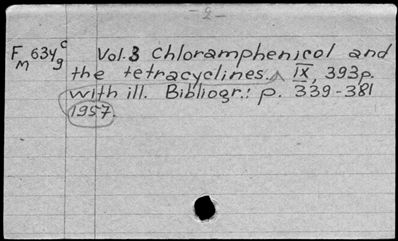 - 2 -
F M 634 c g Vol. 3 Chloramphenicol and
the tetracyclines. ^ IX, 393p.
with ill. Bibliogr.: p. 339-381
1957.